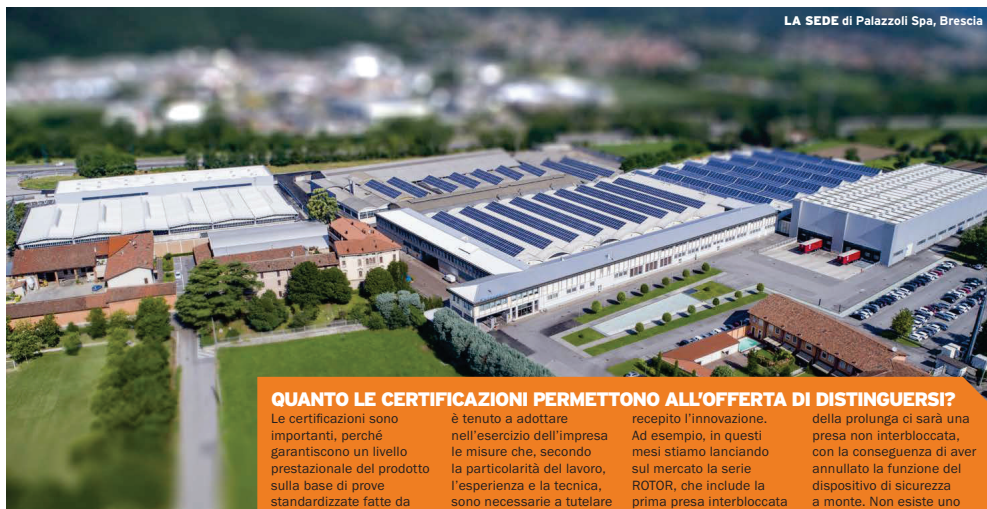 LA SEDE di Palazzoli Spa, Brescia
QUANTO LE CERTIFICAZIONI PERMETTONO ALL'OFFERTA DI DISTINGUERSI?
Le certificazioni sono
importanti, perché
garantiscono un livello
prestazionale del prodotto
sulla base di prove
standardizzate fatte da
è tenuto a adottare
nell'esercizio dell'impresa
le misure che, secondo
la particolarità del lavoro,
l'esperienza e la tecnica,
sono necessarie a tutelare
recepito l'innovazione.
Ad esempio, in questi
mesi stiamo lanciando
sul mercato la serie
ROTOR, che include la
prima presa interbloccata
della prolunga ci sarà una
presa non interbloccata,
con la conseguenza di aver
annullato la funzione del
dispositivo di sicurezza
a monte. Non esiste uno